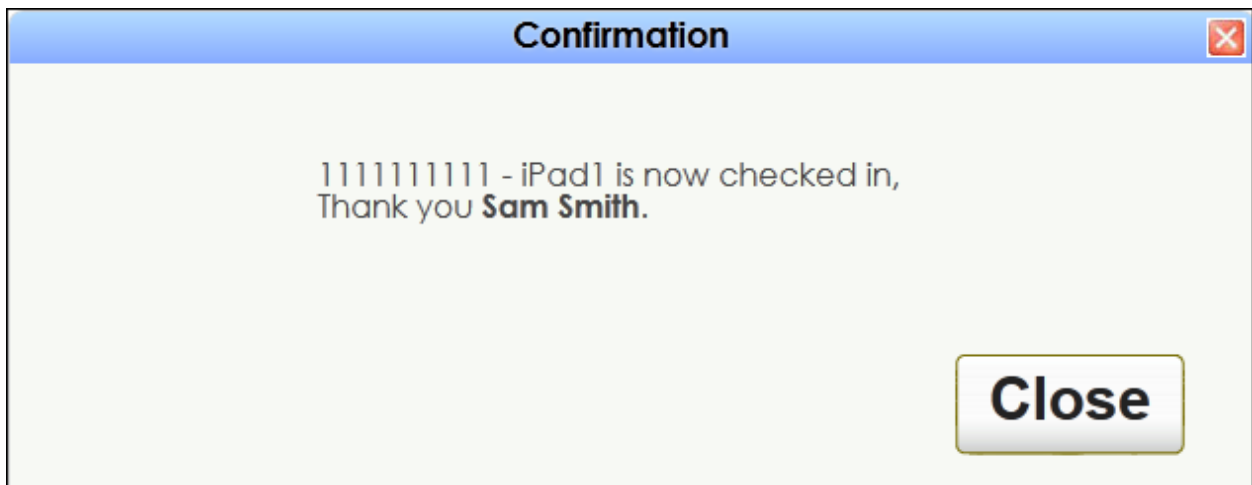 Confirmation
1111111111 - iPad1 is now checked in,
Thank you Sam Smith.
Close